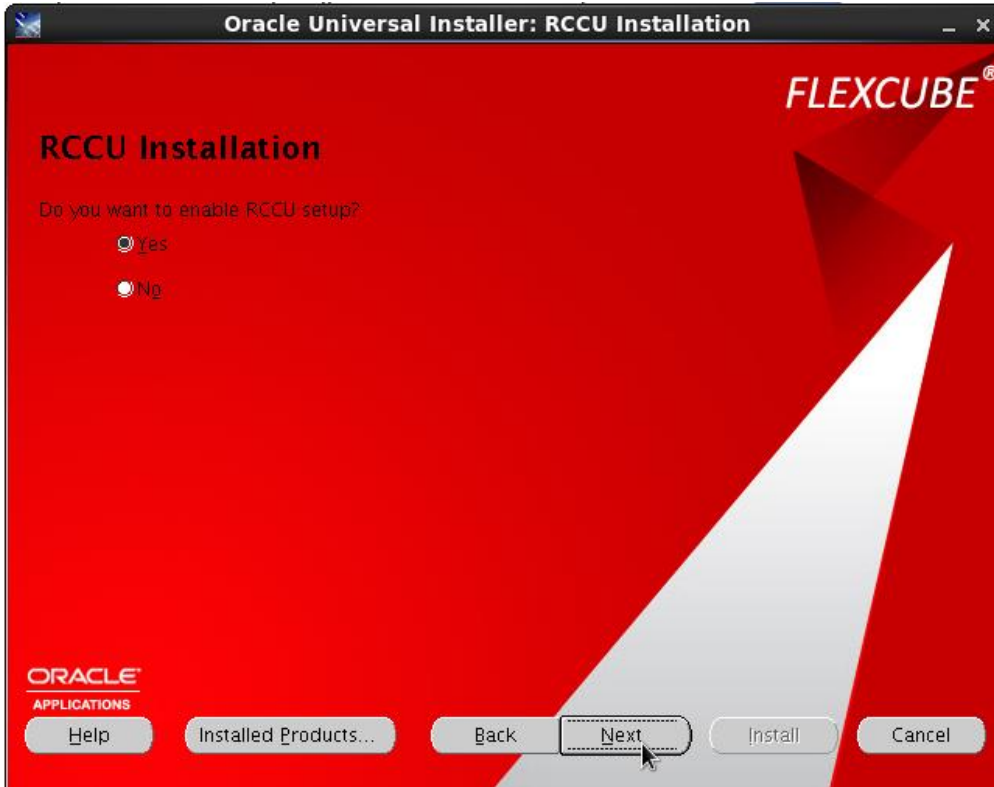 Oracle Universal Installer: RCCU Installation
FLEXCUBE®
RCCU Installation
Do you want to enable RCCU setup?
Yes
No
ORACLE®
APPLICATIONS
Help Installed Products... Back Next Install Cancel